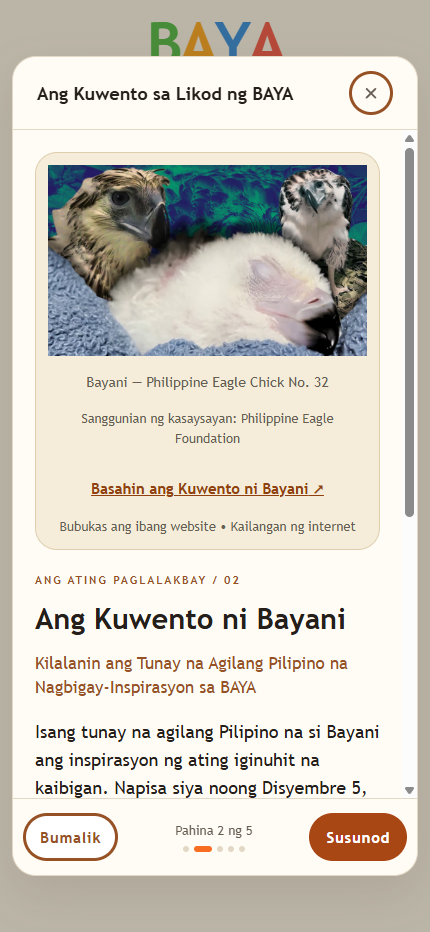 BAYA
Ang Kuwento sa Likod ng BAYA
Bayani — Philippine Eagle Chick No. 32
Sanggunian ng kasaysayan: Philippine Eagle
Foundation
Basahin ang Kuwento ni Bayani ↗
Bubukas ang ibang website • Kailangan ng internet
ANG ATING PAGLALAKBAY / 02
Ang Kuwento ni Bayani
Kilalanin ang Tunay na Agilang Pilipino na
Nagbigay-Inspirasyon sa BAYA
Isang tunay na agilang Pilipino na si Bayani
ang inspirasyon ng ating iginuhit na
kaibigan. Napisa siya noong Disyembre 5,
Bumalik
Pahina 2 ng 5
Susunod